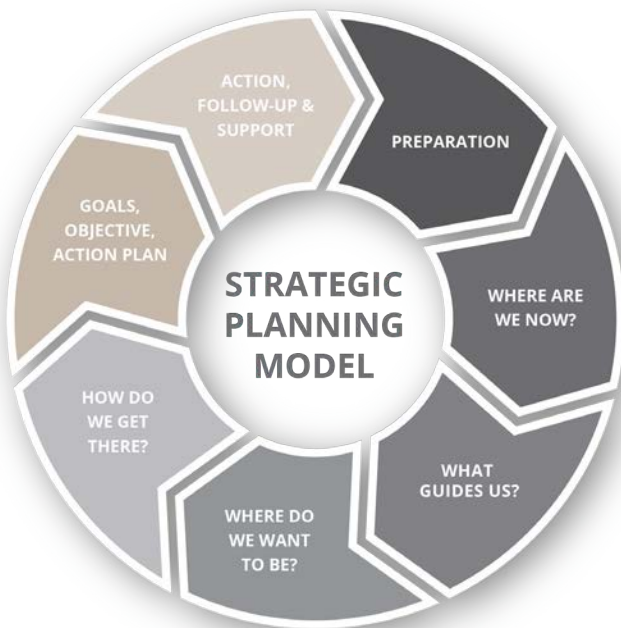 STRATEGIC
PLANNING
MODEL
PREPARATION
WHERE ARE
WE NOW?
WHAT
GUIDES US?
WHERE DO
WE WANT
TO BE?
HOW DO
WE GET
THERE?
GOALS,
OBJECTIVE,
ACTION PLAN
ACTION,
FOLLOW-UP &
SUPPORT